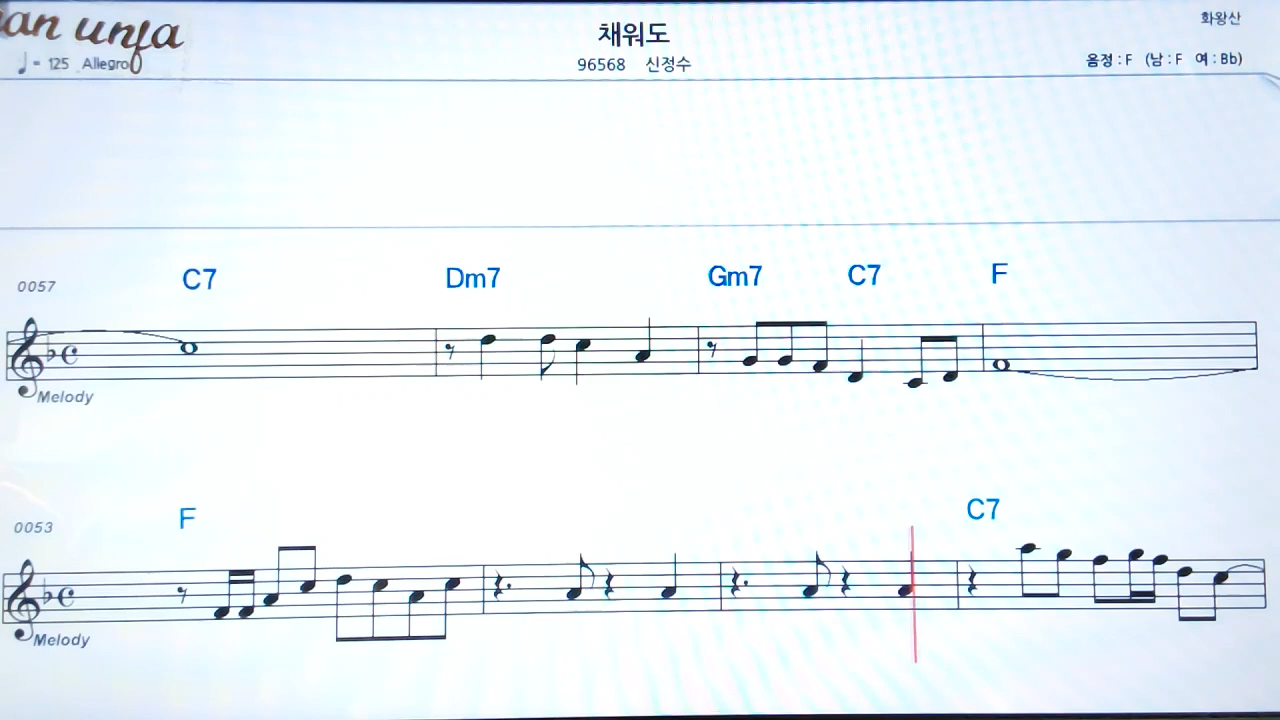 an unfa
채워도
화왕산
♩= 125 Allegro
96568 신정수
음정 : F (남 : F 여 : Bb)
0057 C7 Dm7 Gm7 C7 F
Melody
0053 F C7
Melody